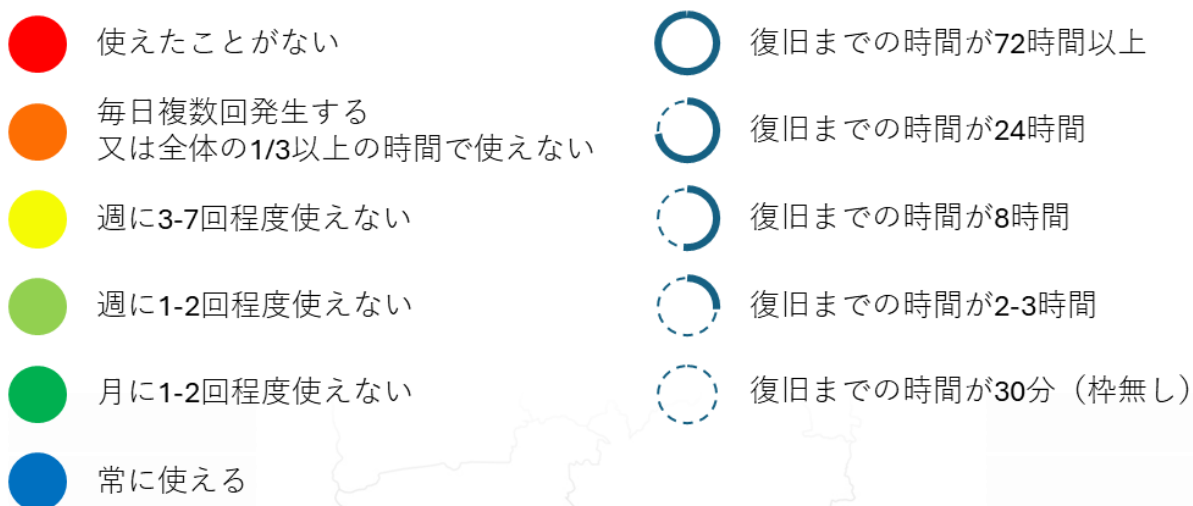 使えたことがない
毎日複数回発生する
又は全体の1/3以上の時間で使えない
週に3-7回程度使えない
週に1-2回程度使えない
月に1-2回程度使えない
常に使える
復旧までの時間が72時間以上
復旧までの時間が24時間
復旧までの時間が8時間
復旧までの時間が2-3時間
復旧までの時間が30分（枠無し）